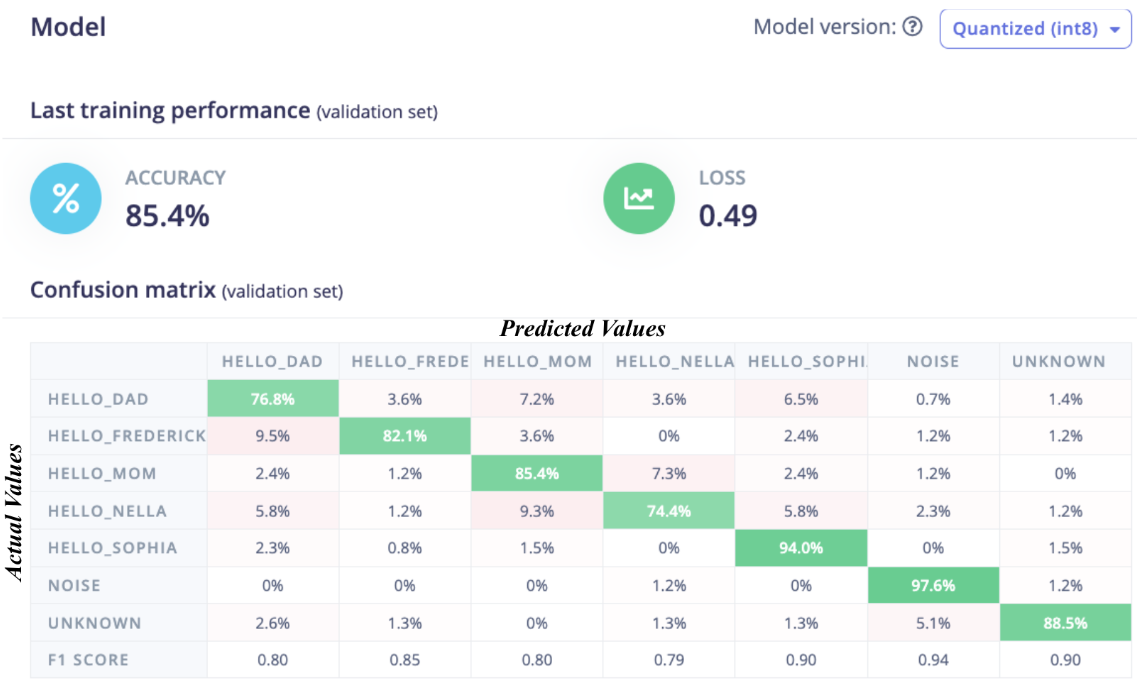 Model
Model version: ? Quantized (int8)
Last training performance (validation set)
%
ACCURACY
85.4%
LOSS
0.49
Confusion matrix (validation set)
Predicted Values
HELLO_DAD HELLO_FREDE HELLO_MOM HELLO_NELLA HELLO_SOPHI. NOISE UNKNOWN
Actual Values
HELLO_DAD 76.8% 3.6% 7.2% 3.6% 6.5% 0.7% 1.4%
HELLO_FREDERICK 9.5% 82.1% 3.6% 0% 2.4% 1.2% 1.2%
HELLO_MOM 2.4% 1.2% 85.4% 7.3% 2.4% 1.2% 0%
HELLO_NELLA 5.8% 1.2% 9.3% 74.4% 5.8% 2.3% 1.2%
HELLO_SOPHIA 2.3% 0.8% 1.5% 0% 94.0% 0% 1.5%
NOISE 0% 0% 0% 1.2% 0% 97.6% 1.2%
UNKNOWN 2.6% 1.3% 0% 1.3% 1.3% 5.1% 88.5%
F1 SCORE 0.80 0.85 0.80 0.79 0.90 0.94 0.90